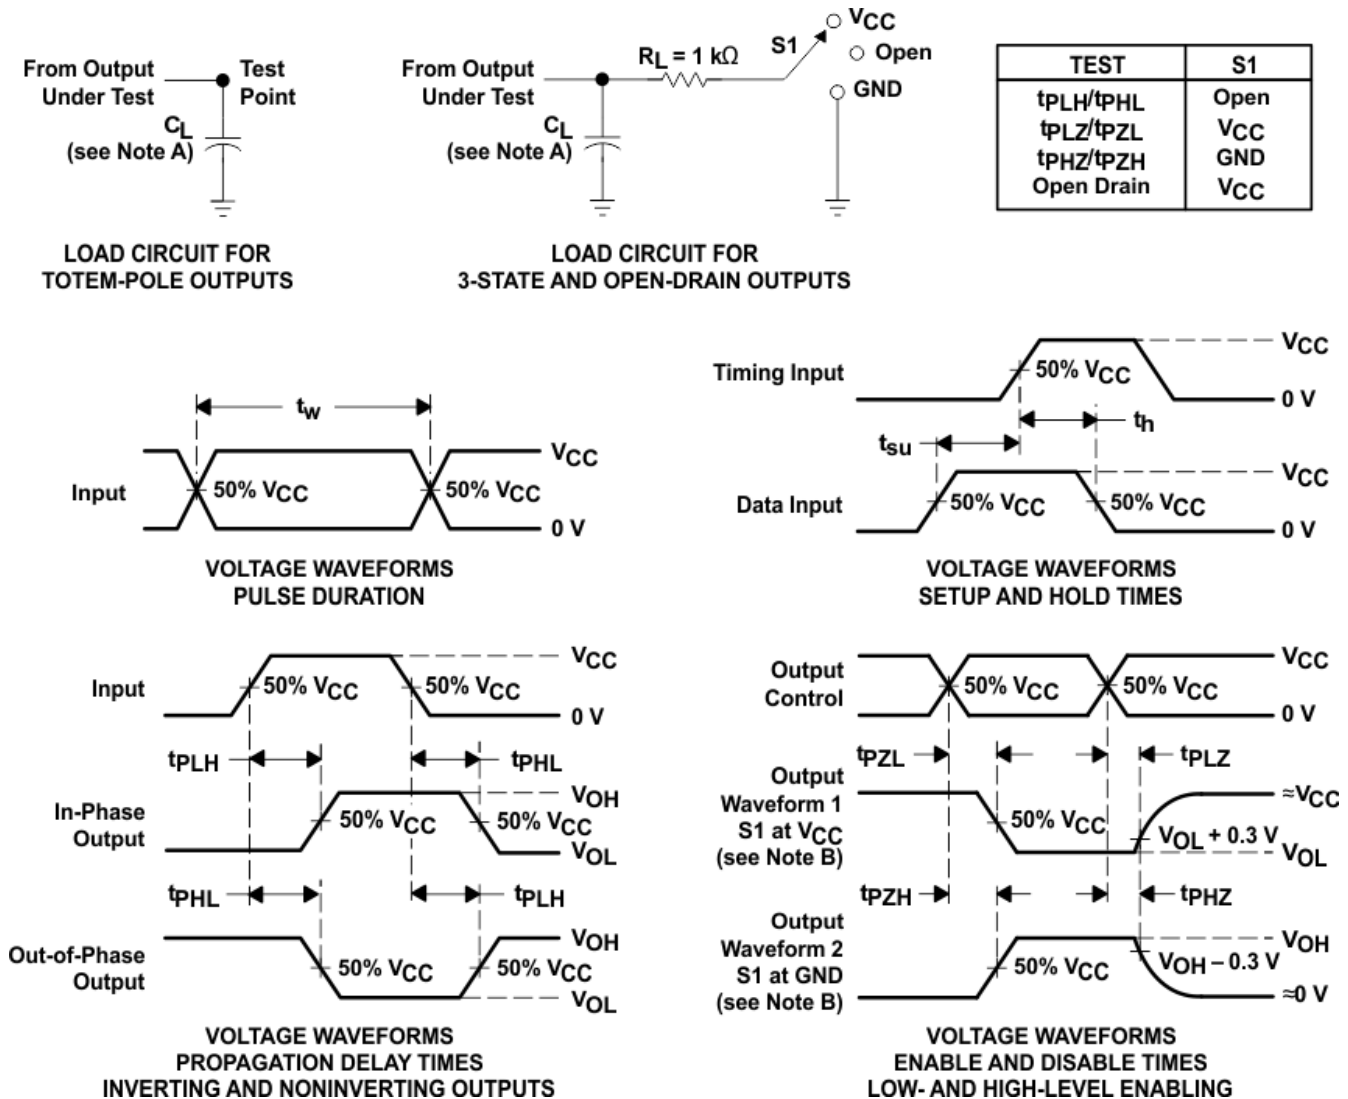 From Output
Under Test
Test
Point
CL
(see Note A)
LOAD CIRCUIT FOR
TOTEM-POLE OUTPUTS
From Output
Under Test
RL = 1 kΩ
S1
VCC
Open
GND
CL
(see Note A)
LOAD CIRCUIT FOR
3-STATE AND OPEN-DRAIN OUTPUTS
TEST S1
tPLH/tPHL Open
tPLZ/tPZL VCC
tPHZ/tPZH GND
Open Drain VCC
tw
Input
50% VCC
50% VCC
VCC
0 V
VOLTAGE WAVEFORMS
PULSE DURATION
Timing Input
50% VCC
VCC
0 V
th
tsu
Data Input
50% VCC
50% VCC
VCC
0 V
VOLTAGE WAVEFORMS
SETUP AND HOLD TIMES
Input
50% VCC
50% VCC
VCC
0 V
tPLH
tPHL
In-Phase
Output
50% VCC
50% VCC
VOH
VOL
tPHL
tPLH
Out-of-Phase
Output
50% VCC
50% VCC
VOH
VOL
VOLTAGE WAVEFORMS
PROPAGATION DELAY TIMES
INVERTING AND NONINVERTING OUTPUTS
Output
Control
50% VCC
50% VCC
VCC
0 V
tPZL
tPLZ
Output
Waveform 1
S1 at VCC
(see Note B)
50% VCC
VOL + 0.3 V
≈VCC
VOL
tPZH
tPHZ
Output
Waveform 2
S1 at GND
(see Note B)
50% VCC
VOH − 0.3 V
VOH
≈0 V
VOLTAGE WAVEFORMS
ENABLE AND DISABLE TIMES
LOW- AND HIGH-LEVEL ENABLING